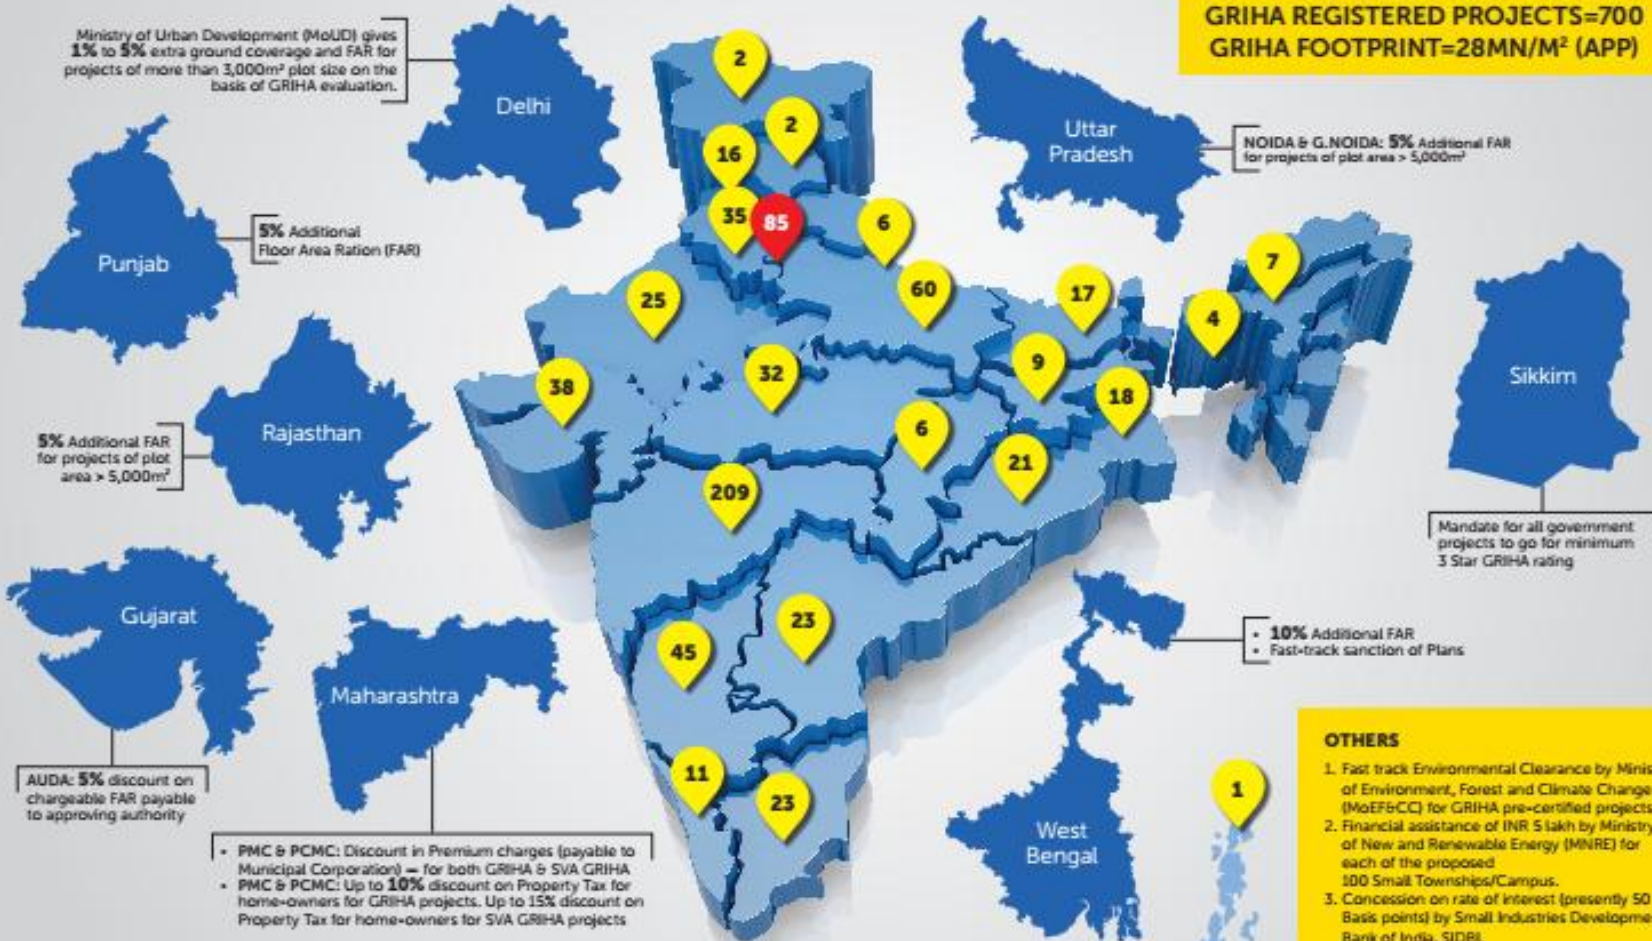 GRIHA REGISTERED PROJECTS=700
GRIHA FOOTPRINT=28MN/M² (APP)
Ministry of Urban Development (MoUD) gives
1% to 5% extra ground coverage and FAR for
projects of more than 3,000m² plot size on the
basis of GRIHA evaluation.
Delhi
Uttar
Pradesh
NOIDA & G.NOIDA: 5% Additional FAR
for projects of plot area > 5,000m²
Punjab
5% Additional
Floor Area Ration (FAR)
Rajasthan
5% Additional FAR
for projects of plot
area > 5,000m²
Gujarat
AUDA: 5% discount on
chargeable FAR payable
to approving authority
Maharashtra
• PMC & PCMC: Discount in Premium charges (payable to
Municipal Corporation) — for both GRIHA & SVA GRIHA
• PMC & PCMC: Up to 10% discount on Property Tax for
home-owners for GRIHA projects. Up to 15% discount on
Property Tax for home-owners for SVA GRIHA projects
2
2
16
35
85
6
25
60
17
7
4
38
32
9
18
6
21
209
45
23
11
23
1
Sikkim
Mandate for all government
projects to go for minimum
3 Star GRIHA rating
West
Bengal
• 10% Additional FAR
• Fast-track sanction of Plans
OTHERS
1. Fast track Environmental Clearance by Minis
of Environment, Forest and Climate Change
(MoEF&CC) for GRIHA pre-certified projects
2. Financial assistance of INR 5 lakh by Ministry
of New and Renewable Energy (MNRE) for
each of the proposed
100 Small Townships/Campus.
3. Concession on rate of interest (presently 50
Basis points) by Small Industries Developme
Bank of India, SIDBI